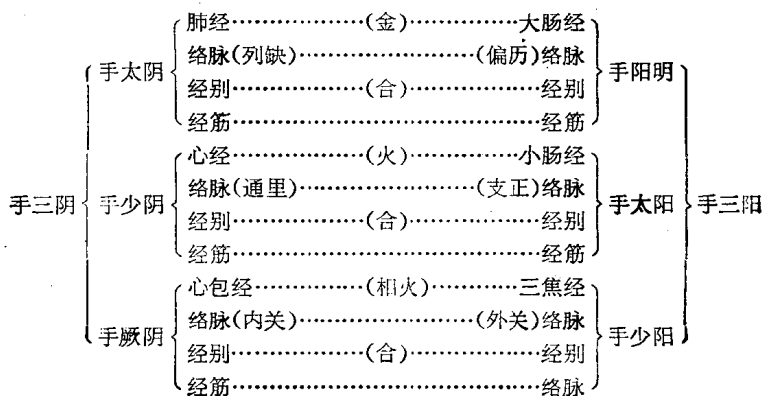 肺经……………(金)……………大肠经
络脉(列缺)…………………(偏历)络脉
手太阴 经别……………(合)……………经别 手阳明
经筋……………………………………经筋
心经……………(火)……………小肠经
络脉(通里)…………………(支正)络脉
手三阴 手少阴 经别……………(合)……………经别 手太阳 手三阳
经筋……………………………………经筋
心包经……………(相火)……………三焦经
络脉(内关)…………………(外关)络脉
手厥阴 经别……………(合)……………经别 手少阳
经筋……………………………………络脉